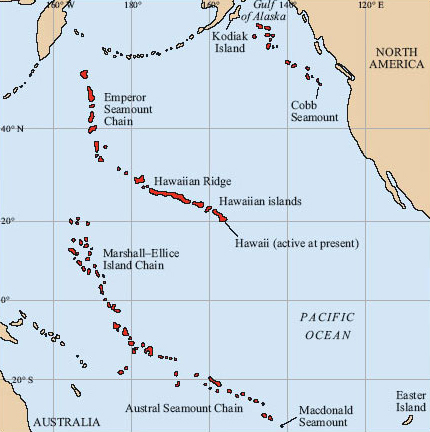 160°
180°
160°
140°
120° E
Gulf
of Alaska
Kodiak
Island
NORTH
AMERICA
Cobb
Seamount
Emperor
Seamount
Chain
40° N
Hawaiian Ridge
Hawaiian islands
20°
Hawaii (active at present)
Marshall–Ellice
Island Chain
0°
PACIFIC
OCEAN
20° S
Austral Seamount Chain
Macdonald
Seamount
Easter
Island
AUSTRALIA